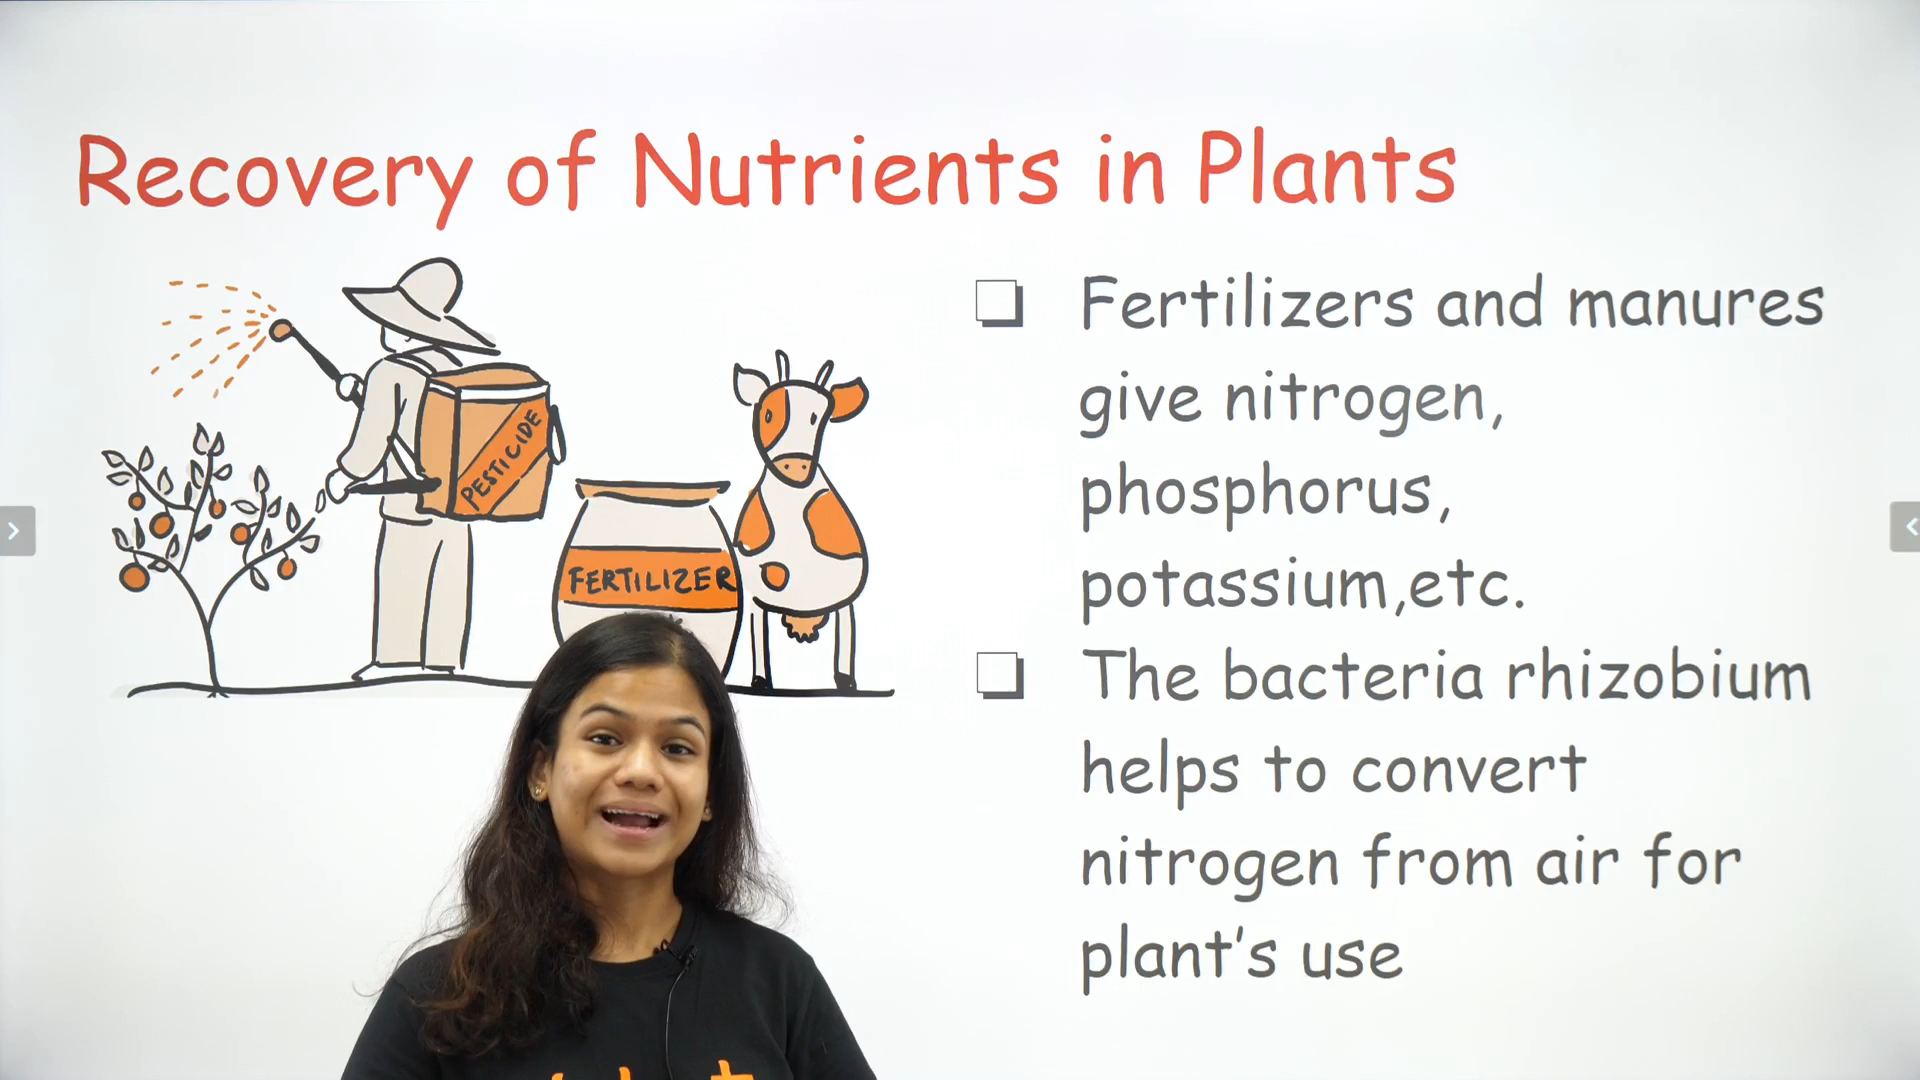 Recovery of Nutrients in Plants
PESTICIDE
FERTILIZER
Fertilizers and manures
give nitrogen,
phosphorus,
potassium,etc.
The bacteria rhizobium
helps to convert
nitrogen from air for
plant's use